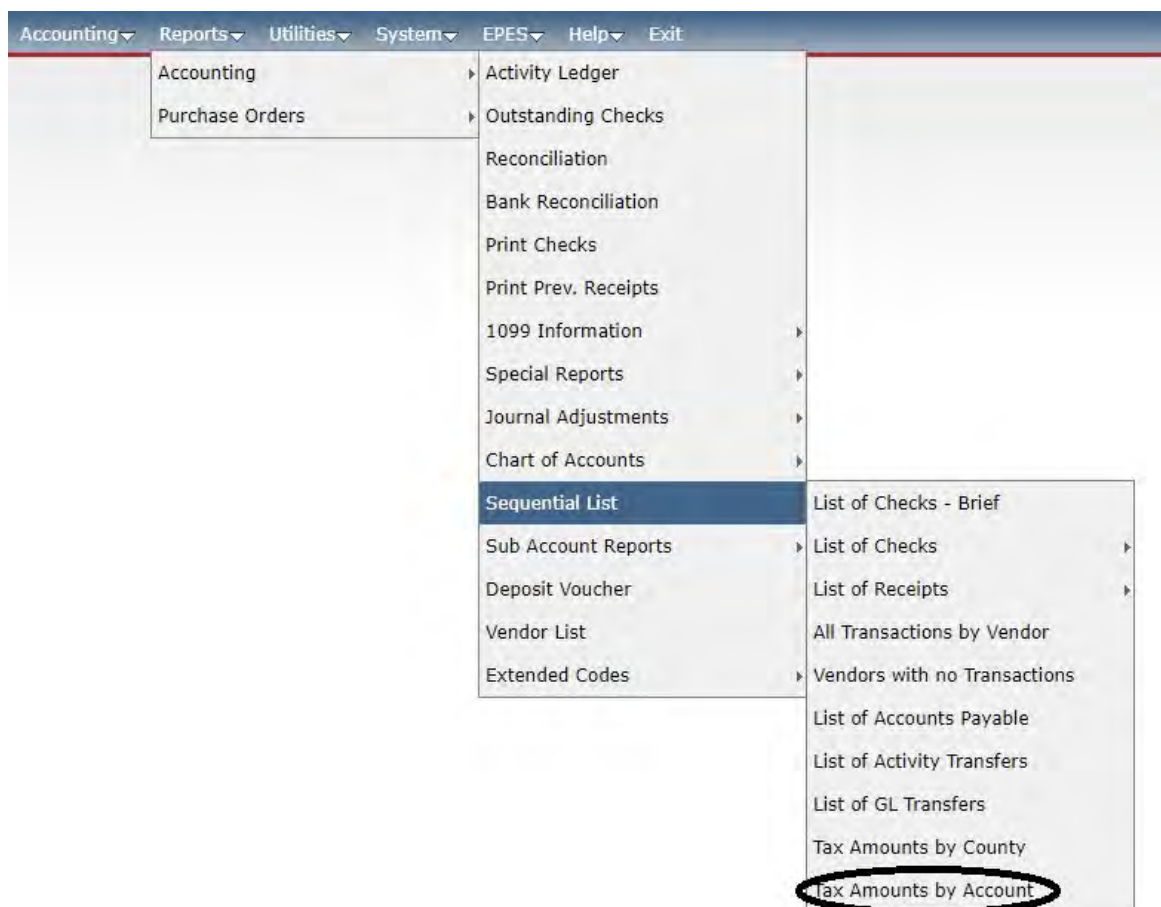 Accounting Reports Utilities System EPES Help Exit
Accounting
Purchase Orders
Activity Ledger
Outstanding Checks
Reconciliation
Bank Reconciliation
Print Checks
Print Prev. Receipts
1099 Information
Special Reports
Journal Adjustments
Chart of Accounts
Sequential List
Sub Account Reports
Deposit Voucher
Vendor List
Extended Codes
List of Checks - Brief
List of Checks
List of Receipts
All Transactions by Vendor
Vendors with no Transactions
List of Accounts Payable
List of Activity Transfers
List of GL Transfers
Tax Amounts by County
Tax Amounts by Account